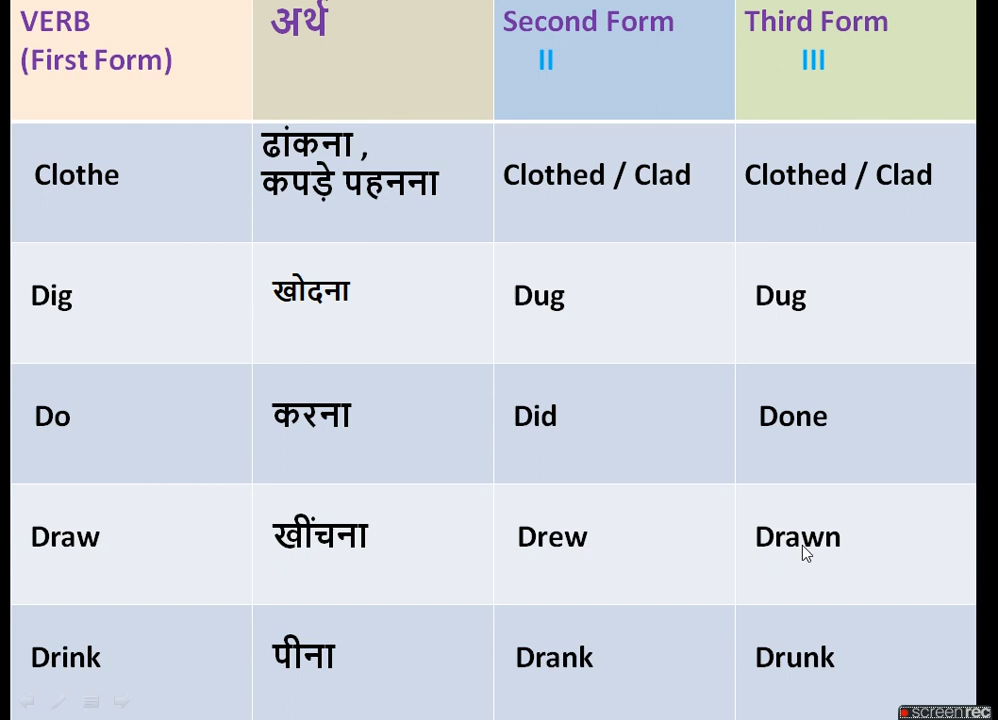 VERB अर्थ Second Form Third Form
(First Form) II III
ढांकना ,
Clothe कपड़े पहनना Clothed / Clad Clothed / Clad
Dig खोदना Dug Dug
Do करना Did Done
Draw खींचना Drew Drawn
Drink पीना Drank Drunk
screenrec